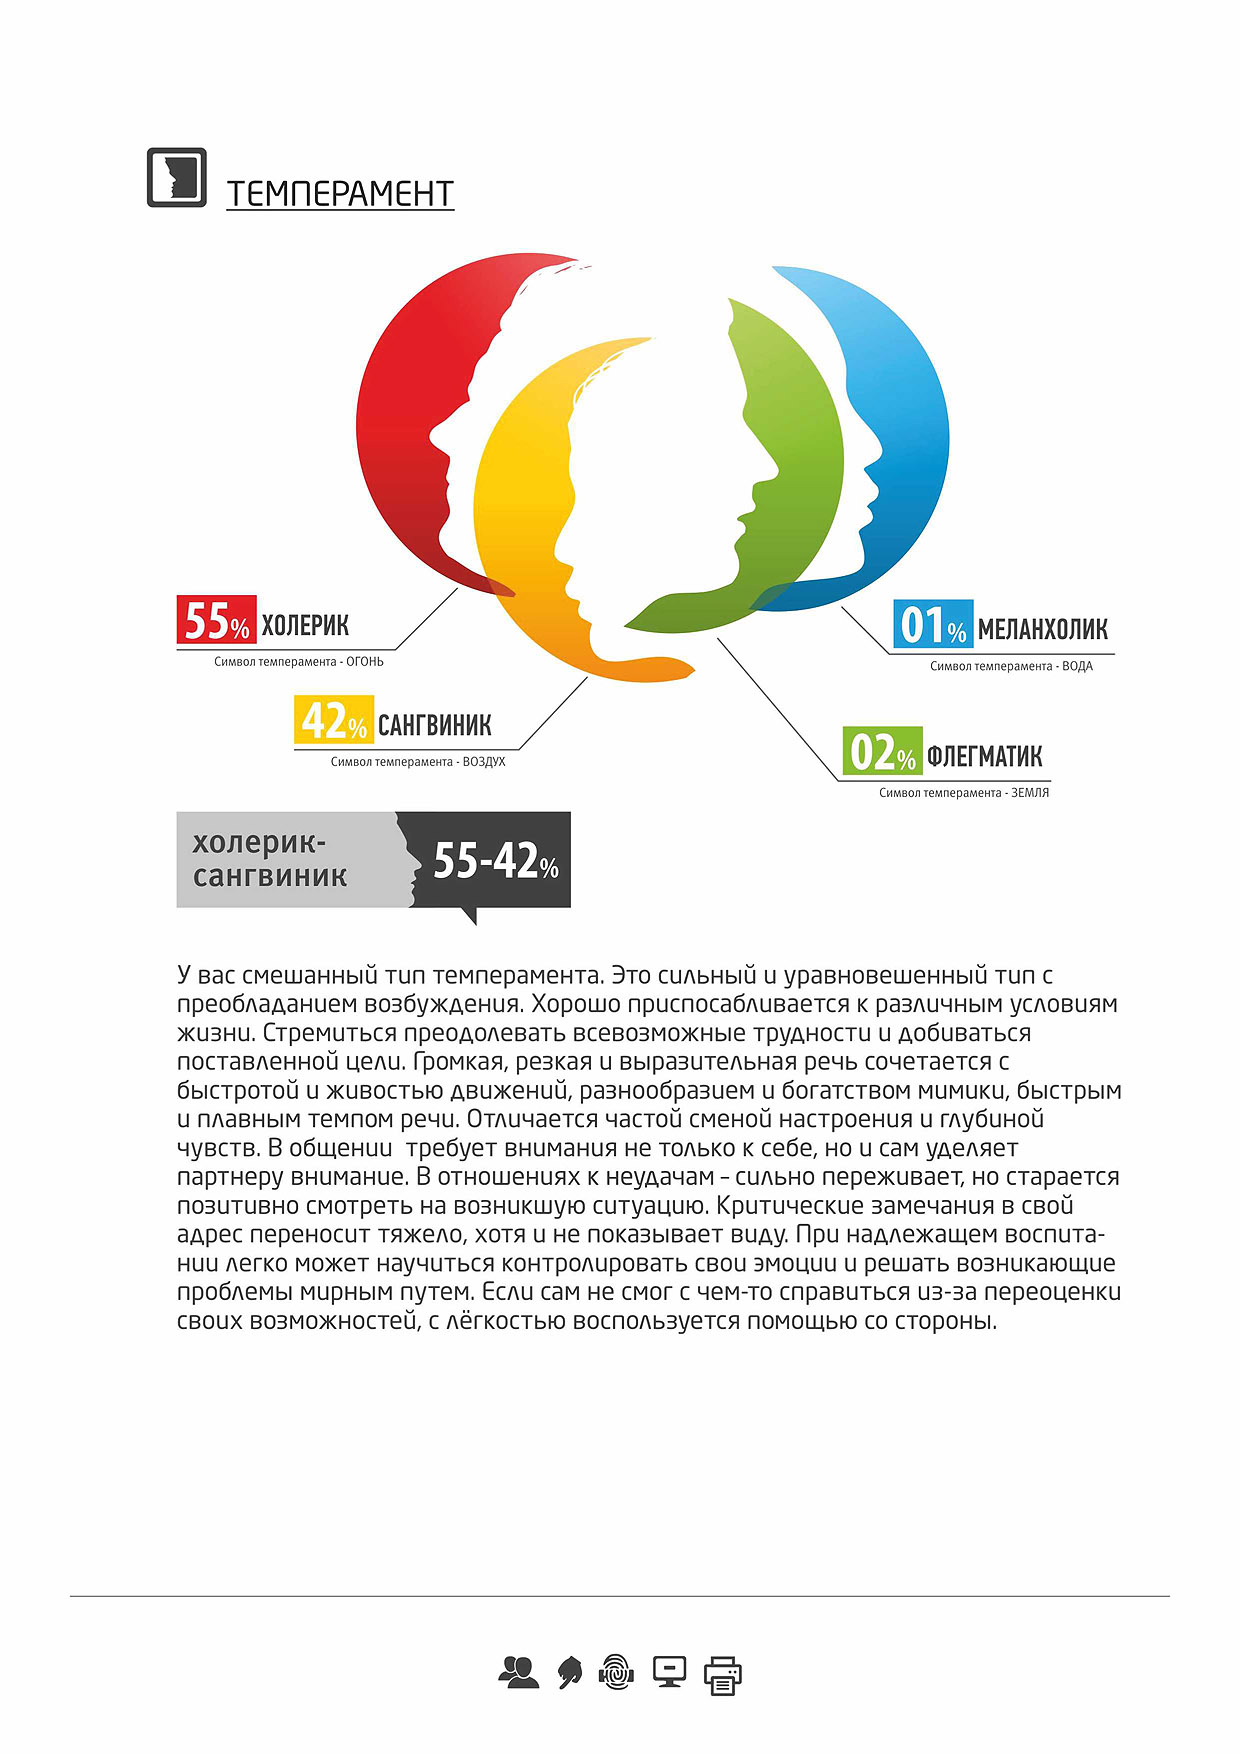 ТЕМПЕРАМЕНТ
55% ХОЛЕРИК
Символ темперамента - ОГОНЬ
01% МЕЛАНХОЛИК
Символ темперамента - ВОДА
42% САНГВИНИК
Символ темперамента - ВОЗДУХ
02% ФЛЕГМАТИК
Символ темперамента - ЗЕМЛЯ
холерик-
сангвиник
55-42%
У вас смешанный тип темперамента. Это сильный и уравновешенный тип с
преобладанием возбуждения. Хорошо приспосабливается к различным условиям
жизни. Стремиться преодолевать всевозможные трудности и добиваться
поставленной цели. Громкая, резкая и выразительная речь сочетается с
быстротой и живостью движений, разнообразием и богатством мимики, быстрым
и плавным темпом речи. Отличается частой сменой настроения и глубиной
чувств. В общении  требует внимания не только к себе, но и сам уделяет
партнеру внимание. В отношениях к неудачам – сильно переживает, но старается
позитивно смотреть на возникшую ситуацию. Критические замечания в свой
адрес переносит тяжело, хотя и не показывает виду. При надлежащем воспита-
нии легко может научиться контролировать свои эмоции и решать возникающие
проблемы мирным путем. Если сам не смог с чем-то справиться из-за переоценки
своих возможностей, с лёгкостью воспользуется помощью со стороны.